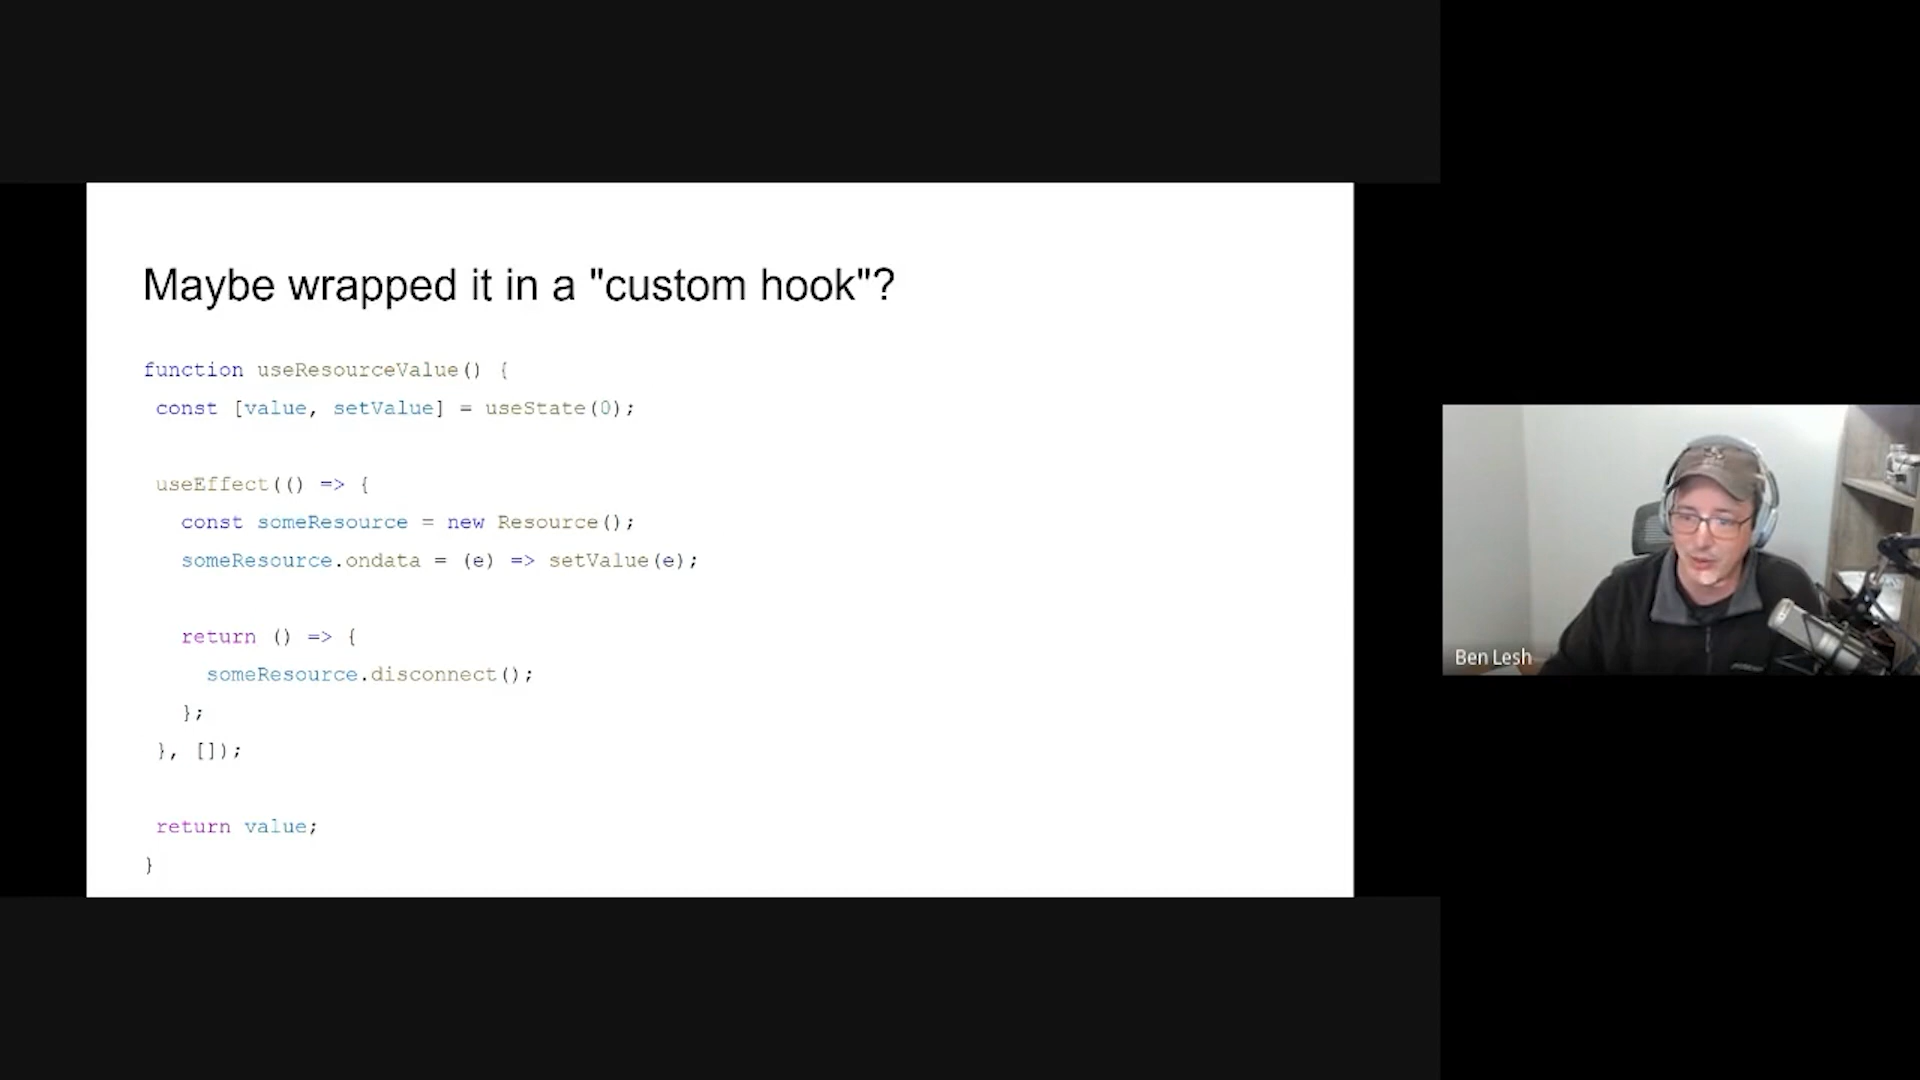 Maybe wrapped it in a "custom hook"?
function useResourceValue() {
const [value, setValue] = useState(0);
useEffect(() => {
const someResource = new Resource();
someResource.ondata = (e) => setValue(e);
return () => {
someResource.disconnect();
};
}, []);
return value;
}
Ben Lesh